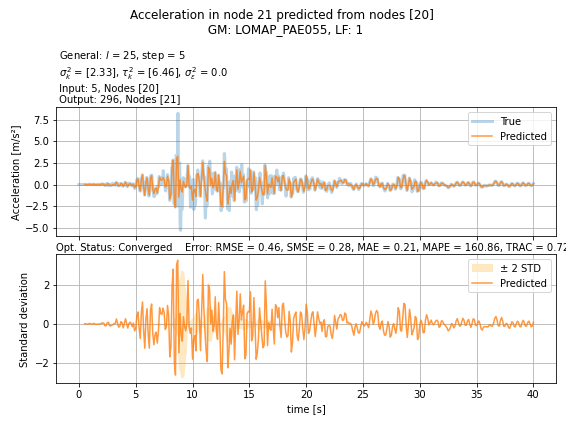 Acceleration in node 21 predicted from nodes [20]
GM: LOMAP_PAE055, LF: 1
General: l = 25, step = 5
σ²ₖ = [2.33], τ²ₖ = [6.46], σ²ε = 0.0
Input: 5, Nodes [20]
Output: 296, Nodes [21]
Acceleration [m/s²]
7.5
5.0
2.5
0.0
−2.5
−5.0
True
Predicted
Opt. Status: Converged Error: RMSE = 0.46, SMSE = 0.28, MAE = 0.21, MAPE = 160.86, TRAC = 0.72
Standard deviation
2
0
−2
± 2 STD
Predicted
0 5 10 15 20 25 30 35 40
time [s]